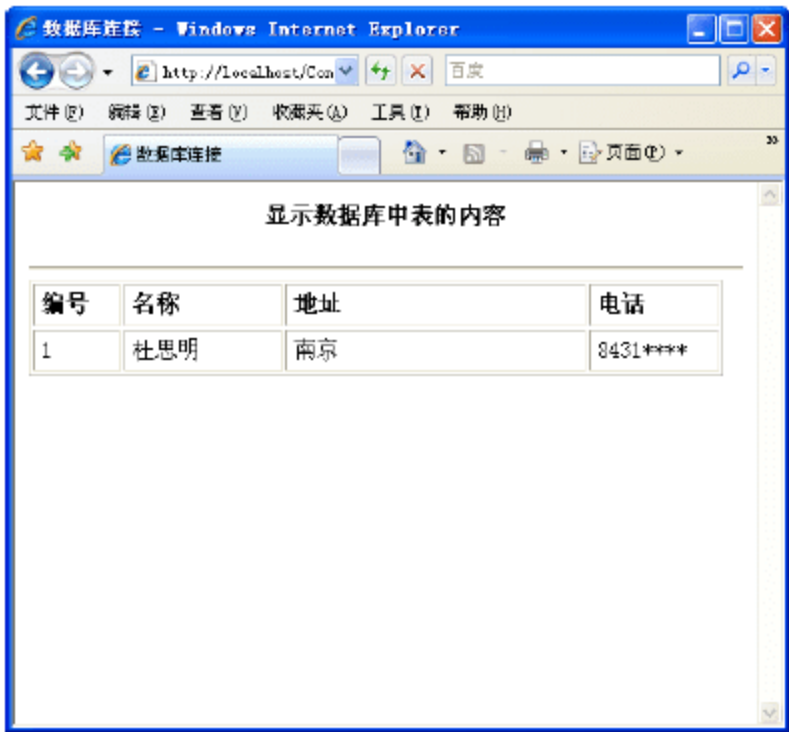 数据库连接 - Windows Internet Explorer
http://localhost/Con
百度
文件(F) 编辑(E) 查看(V) 收藏夹(A) 工具(T) 帮助(H)
数据库连接
页面(P)
显示数据库中表的内容
编号 名称 地址 电话
1 杜思明 南京 8431****